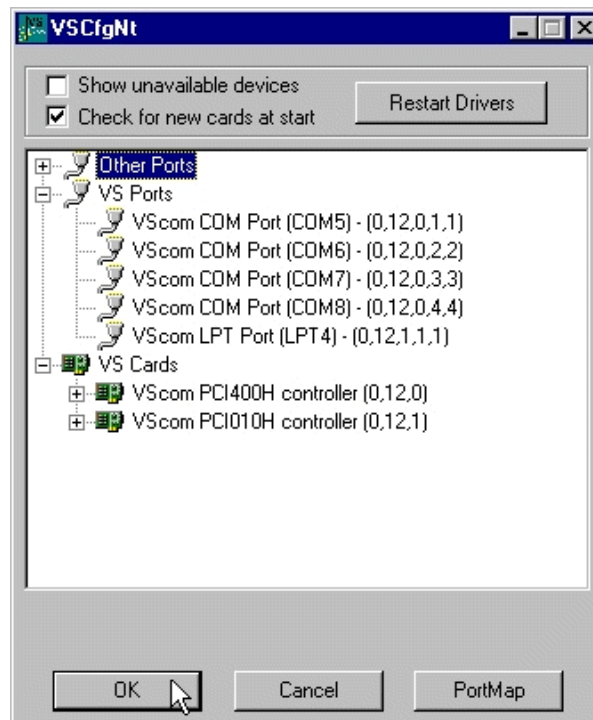 VSCfgNt
Show unavailable devices
Check for new cards at start
Restart Drivers
Other Ports
VS Ports
VScom COM Port (COM5) - (0,12,0,1,1)
VScom COM Port (COM6) - (0,12,0,2,2)
VScom COM Port (COM7) - (0,12,0,3,3)
VScom COM Port (COM8) - (0,12,0,4,4)
VScom LPT Port (LPT4) - (0,12,1,1,1)
VS Cards
VScom PCI400H controller (0,12,0)
VScom PCI010H controller (0,12,1)
OK
Cancel
PortMap